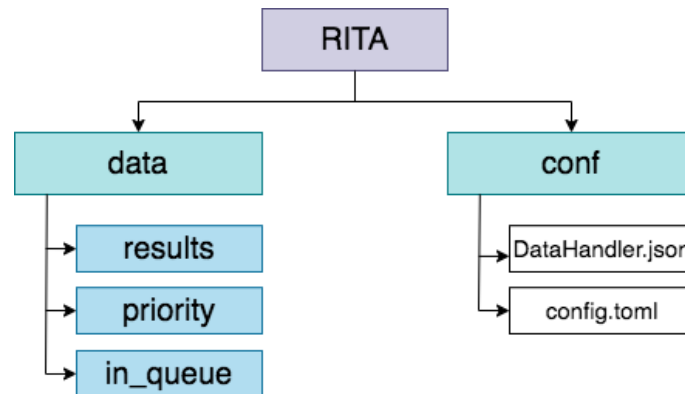 RITA
data
conf
results
priority
in_queue
DataHandler.json
config.toml